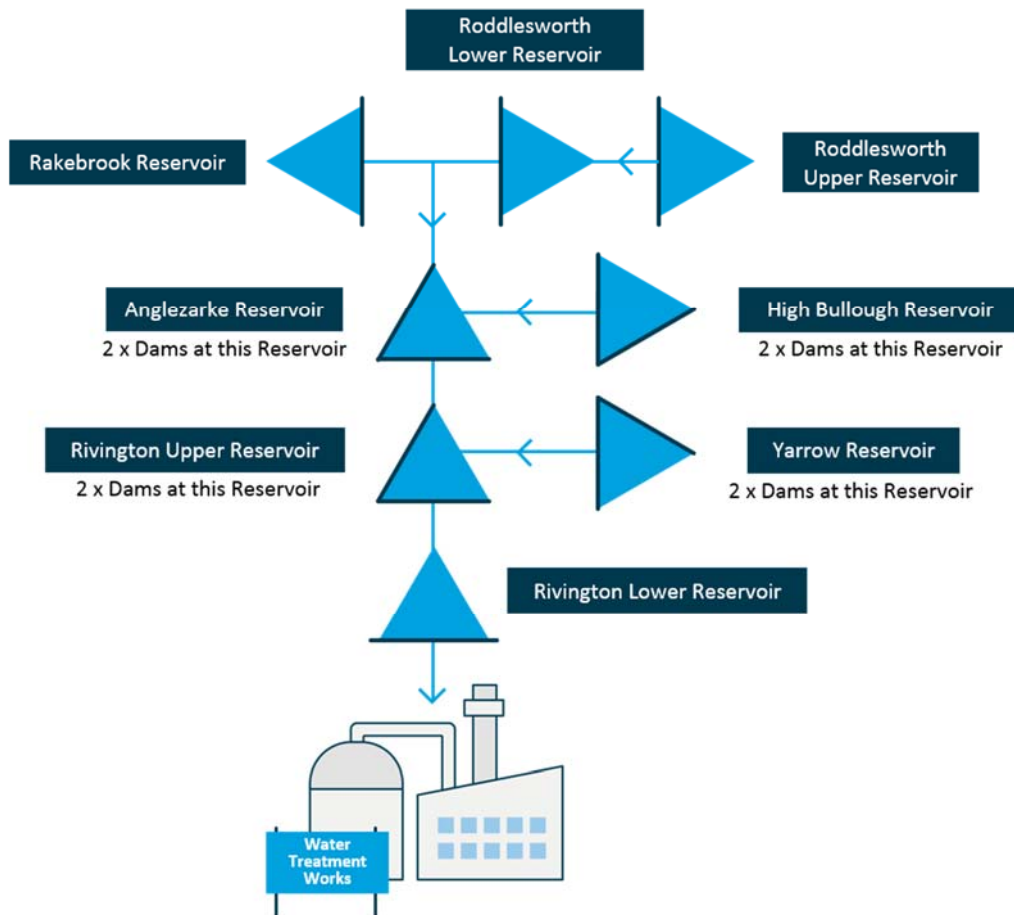 Roddlesworth
Lower Reservoir
Rakebrook Reservoir
Roddlesworth
Upper Reservoir
Anglezarke Reservoir
2 x Dams at this Reservoir
High Bullough Reservoir
2 x Dams at this Reservoir
Rivington Upper Reservoir
2 x Dams at this Reservoir
Yarrow Reservoir
2 x Dams at this Reservoir
Rivington Lower Reservoir
Water
Treatment
Works